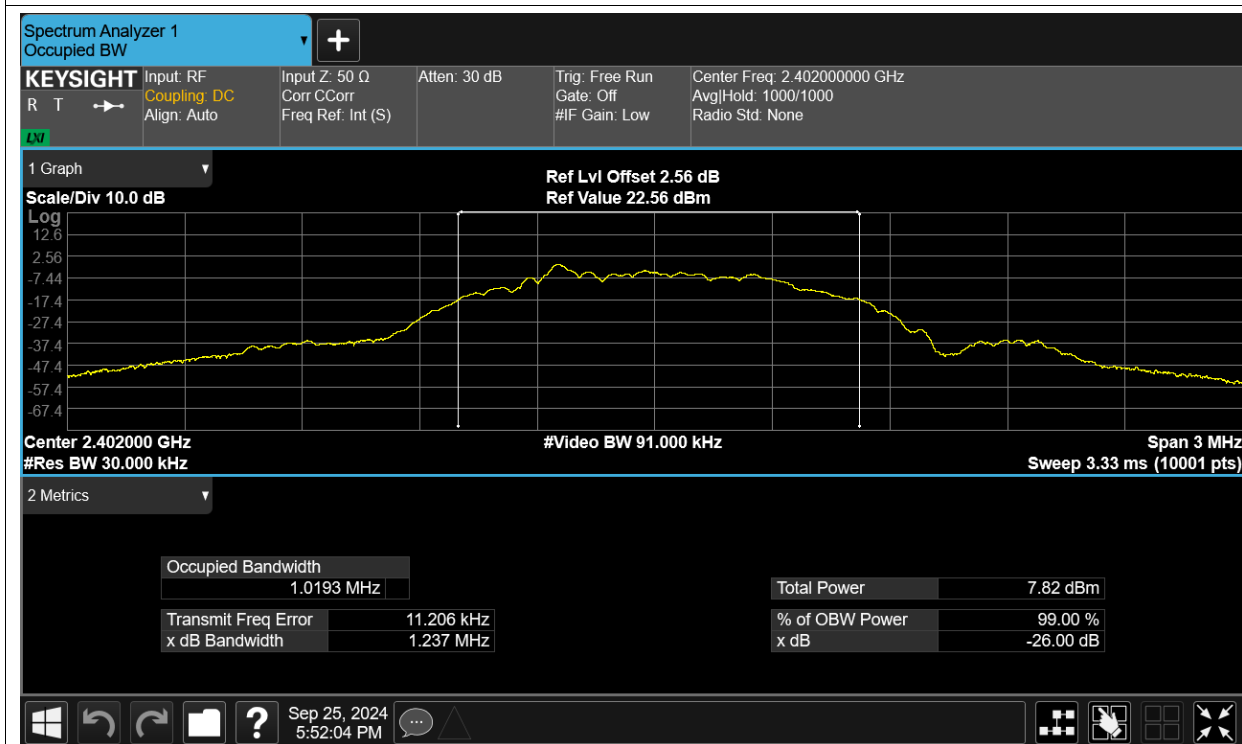 Spectrum Analyzer 1
Occupied BW
KEYSIGHT
R T
LXI
Input: RF
Coupling: DC
Align: Auto
Input Z: 50 Ω
Corr CCorr
Freq Ref: Int (S)
Atten: 30 dB
Trig: Free Run
Gate: Off
#IF Gain: Low
Center Freq: 2.402000000 GHz
Avg|Hold: 1000/1000
Radio Std: None
1 Graph
Scale/Div 10.0 dB
Ref Lvl Offset 2.56 dB
Ref Value 22.56 dBm
Log
12.6
2.56
-7.44
-17.4
-27.4
-37.4
-47.4
-57.4
-67.4
Center 2.402000 GHz
#Res BW 30.000 kHz
#Video BW 91.000 kHz
Span 3 MHz
Sweep 3.33 ms (10001 pts)
2 Metrics
Occupied Bandwidth
1.0193 MHz
Transmit Freq Error 11.206 kHz
x dB Bandwidth 1.237 MHz
Total Power 7.82 dBm
% of OBW Power 99.00 %
x dB -26.00 dB
Sep 25, 2024
5:52:04 PM